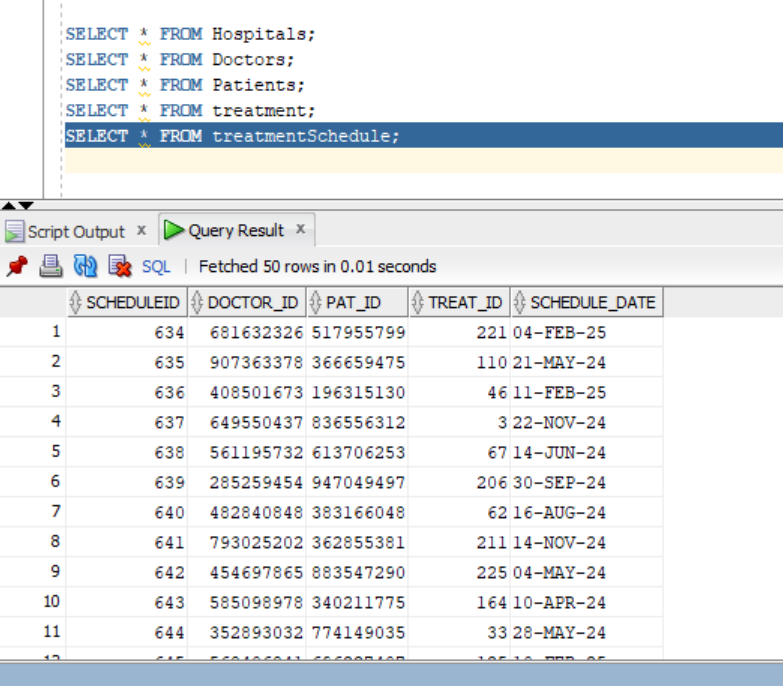 SELECT * FROM Hospitals;
SELECT * FROM Doctors;
SELECT * FROM Patients;
SELECT * FROM treatment;
SELECT * FROM treatmentSchedule;
Script Output x Query Result x
SQL | Fetched 50 rows in 0.01 seconds
SCHEDULEID DOCTOR_ID PAT_ID TREAT_ID SCHEDULE_DATE
1 634 681632326 517955799 221 04-FEB-25
2 635 907363378 366659475 110 21-MAY-24
3 636 408501673 196315130 46 11-FEB-25
4 637 649550437 836556312 3 22-NOV-24
5 638 561195732 613706253 67 14-JUN-24
6 639 285259454 947049497 206 30-SEP-24
7 640 482840848 383166048 62 16-AUG-24
8 641 793025202 362855381 211 14-NOV-24
9 642 454697865 883547290 225 04-MAY-24
10 643 585098978 340211775 164 10-APR-24
11 644 352893032 774149035 33 28-MAY-24